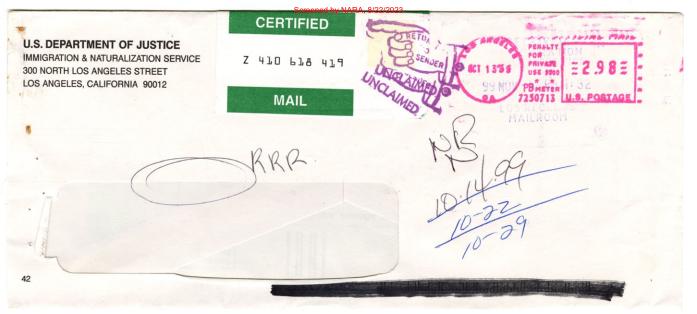 Scanned by NARA, 8/22/2023
U.S. DEPARTMENT OF JUSTICE
IMMIGRATION & NATURALIZATION SERVICE
300 NORTH LOS ANGELES STREET
LOS ANGELES, CALIFORNIA 90012
CERTIFIED
Z 410 618 419
MAIL
RETURN
TO
SENDER
UNCLAIMED
UNCLAIMED
LOS ANGELES
OCT 13
CA
PENALTY
FOR
PRIVATE
USE $300
PB METER
7250713
2.98
U.S. POSTAGE
MAILROOM
RRR
10-14-99
10-22
10-29
42